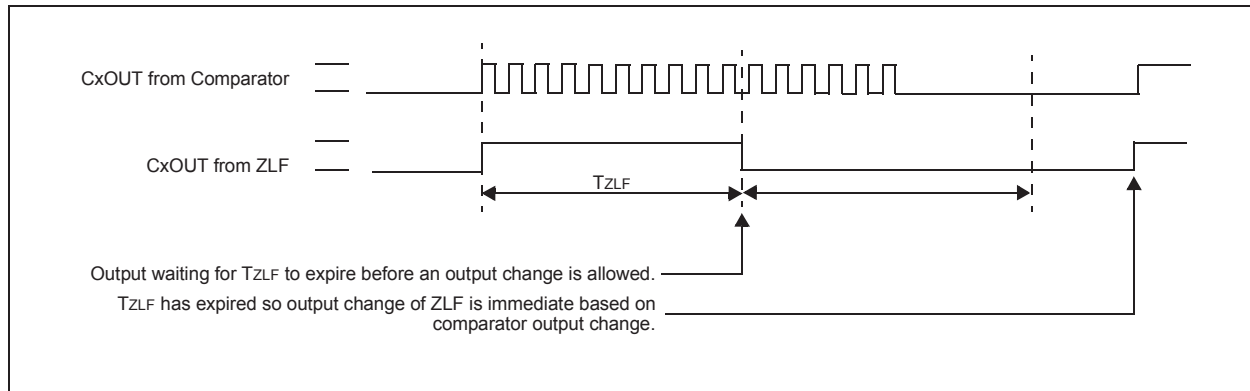 CxOUT from Comparator
CxOUT from ZLF
TZLF
Output waiting for TZLF to expire before an output change is allowed.
TZLF has expired so output change of ZLF is immediate based on
comparator output change.